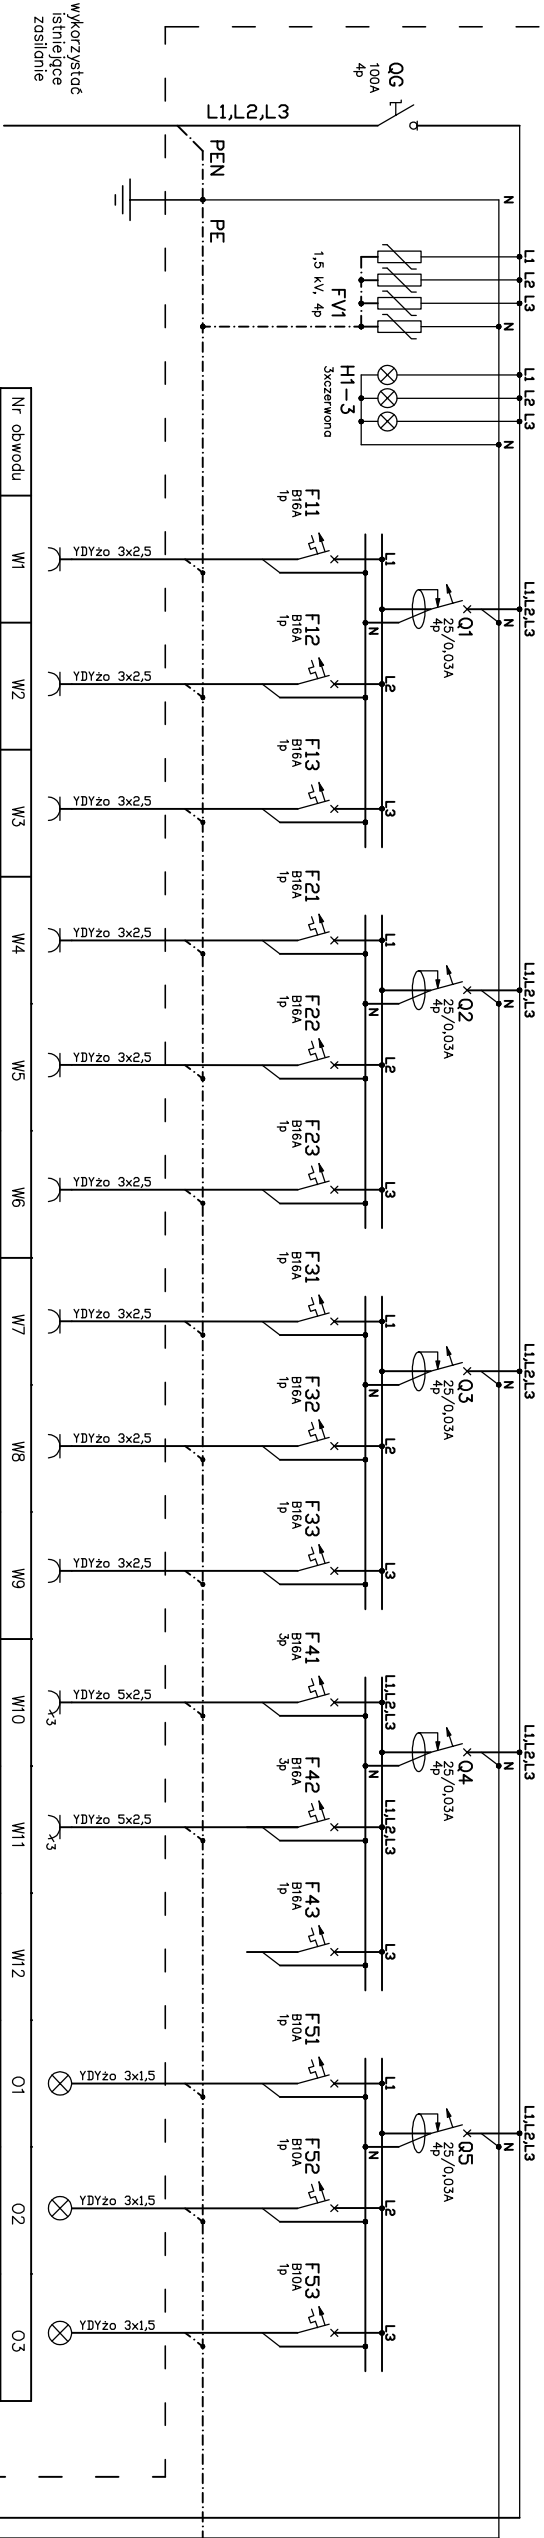 wykorzystać
istniejące
zasilanie
L1,L2,L3
QG
100A
4p
PEN
PE
N
L1
L2
L3
N
FV1
1,5 kV, 4p
L1
L2
L3
N
H1-3
3xczerwona
L1,L2,L3
N
Q1
25/0,03A
4p
N
L1
F11
B16A
1p
YDYżo 3x2,5
L2
F12
B16A
1p
YDYżo 3x2,5
L3
F13
B16A
1p
YDYżo 3x2,5
L1,L2,L3
N
Q2
25/0,03A
4p
N
L1
F21
B16A
1p
YDYżo 3x2,5
L2
F22
B16A
1p
YDYżo 3x2,5
L3
F23
B16A
1p
YDYżo 3x2,5
L1,L2,L3
N
Q3
25/0,03A
4p
N
L1
F31
B16A
1p
YDYżo 3x2,5
L2
F32
B16A
1p
YDYżo 3x2,5
L3
F33
B16A
1p
YDYżo 3x2,5
L1,L2,L3
N
Q4
25/0,03A
4p
N
L1,L2,L3
F41
B16A
3p
YDYżo 5x2,5
x3
L1,L2,L3
F42
B16A
3p
YDYżo 5x2,5
x3
L3
F43
B16A
1p
L1,L2,L3
N
Q5
25/0,03A
4p
N
L1
F51
B10A
1p
YDYżo 3x1,5
L2
F52
B10A
1p
YDYżo 3x1,5
L3
F53
B10A
1p
YDYżo 3x1,5
Nr obwodu W1 W2 W3 W4 W5 W6 W7 W8 W9 W10 W11 W12 O1 O2 O3